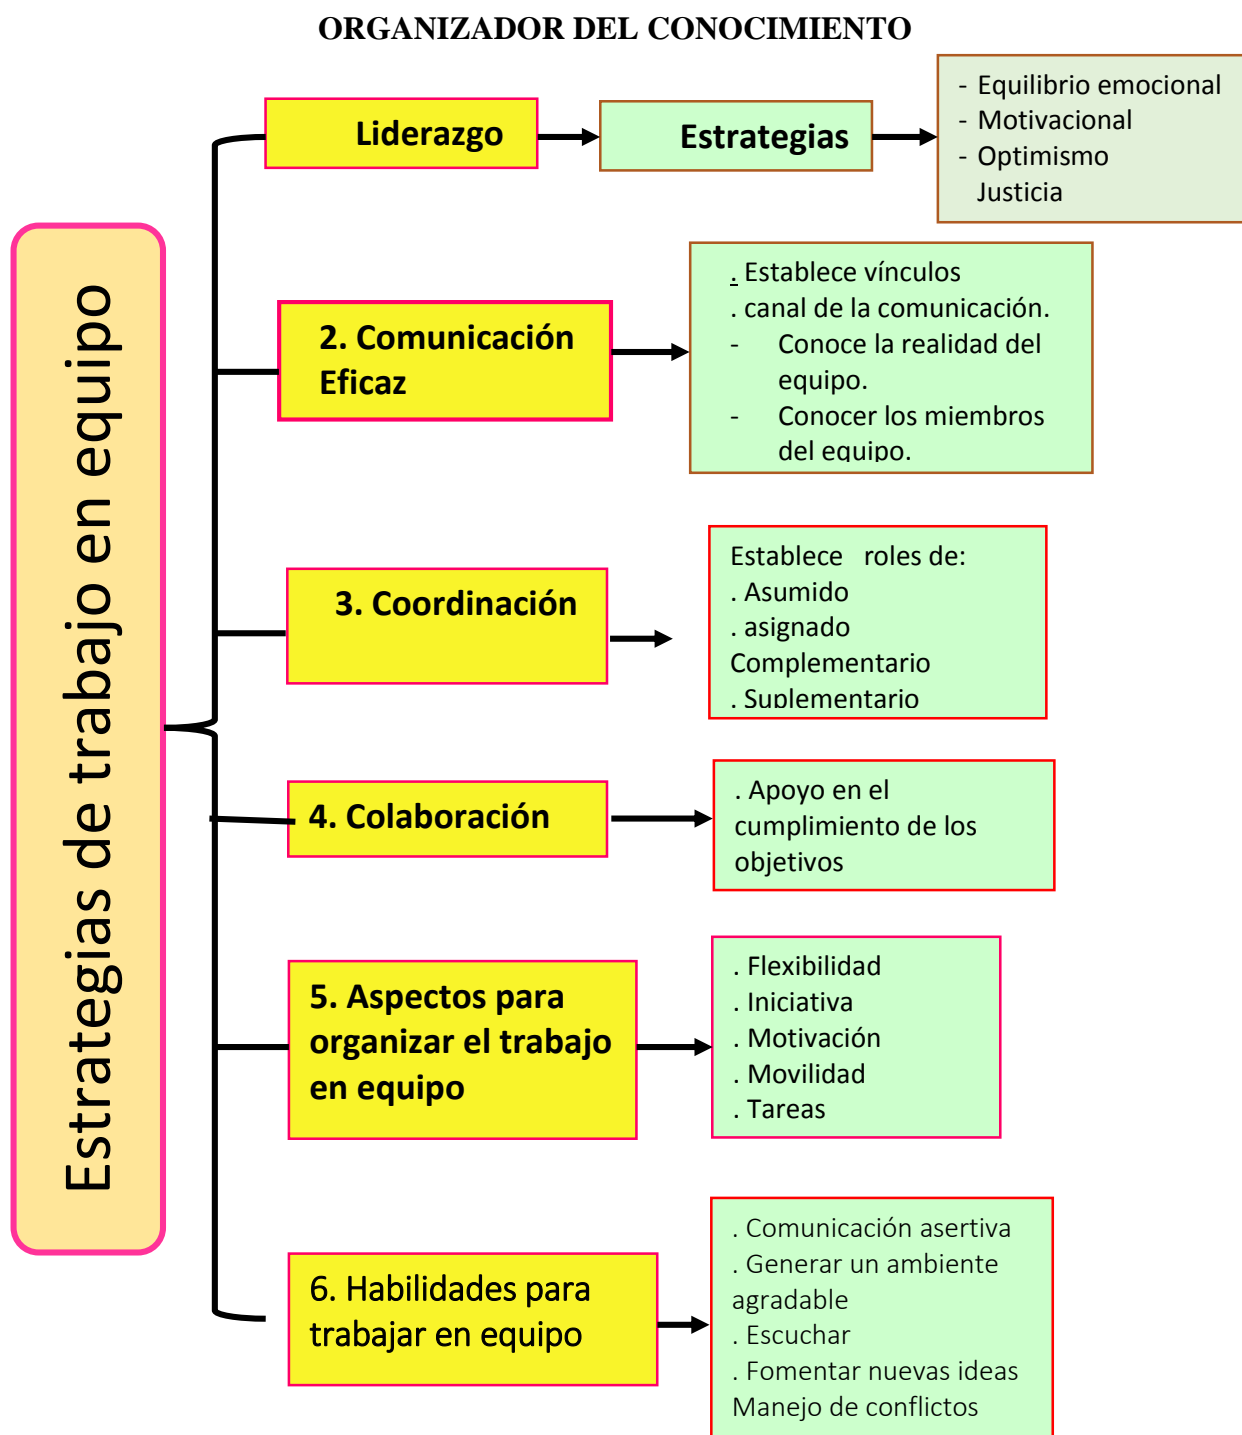 ORGANIZADOR DEL CONOCIMIENTO
Estrategias de trabajo en equipo
Liderazgo
Estrategias
- Equilibrio emocional
- Motivacional
- Optimismo
Justicia
2. Comunicación
Eficaz
. Establece vínculos
. canal de la comunicación.
- Conoce la realidad del
equipo.
- Conocer los miembros
del equipo.
3. Coordinación
Establece roles de:
. Asumido
. asignado
Complementario
. Suplementario
4. Colaboración
. Apoyo en el
cumplimiento de los
objetivos
5. Aspectos para
organizar el trabajo
en equipo
. Flexibilidad
. Iniciativa
. Motivación
. Movilidad
. Tareas
6. Habilidades para
trabajar en equipo
. Comunicación asertiva
. Generar un ambiente
agradable
. Escuchar
. Fomentar nuevas ideas
Manejo de conflictos